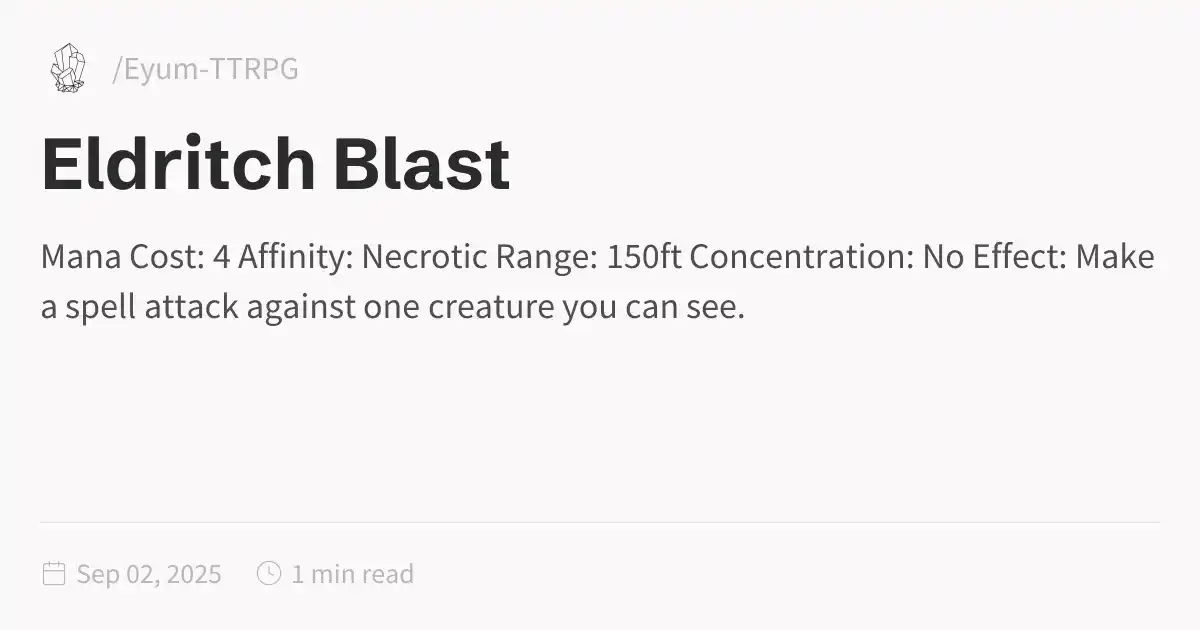 /Eyum-TTRPG
Eldritch Blast
Mana Cost: 4 Affinity: Necrotic Range: 150ft Concentration: No Effect: Make
a spell attack against one creature you can see.
Sep 02, 2025 1 min read